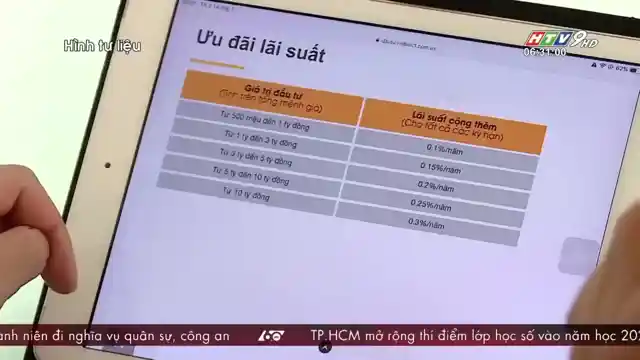 Hình tư liệu
HTV9 HD
06:31:00
62%
Ưu đãi lãi suất
Giá trị đầu tư
(Tính trên tổng mệnh giá)
Lãi suất cộng thêm
(Cho tất cả các kỳ hạn)
Từ 500 triệu đến 1 tỷ đồng
0.1%/năm
Từ 1 tỷ đến 3 tỷ đồng
0.15%/năm
Từ 3 tỷ đến 5 tỷ đồng
0.2%/năm
Từ 5 tỷ đến 10 tỷ đồng
0.25%/năm
Từ 10 tỷ đồng
0.3%/năm
anh niên đi nghĩa vụ quân sự, công an
60
TP.HCM mở rộng thí điểm lớp học số vào năm học 202